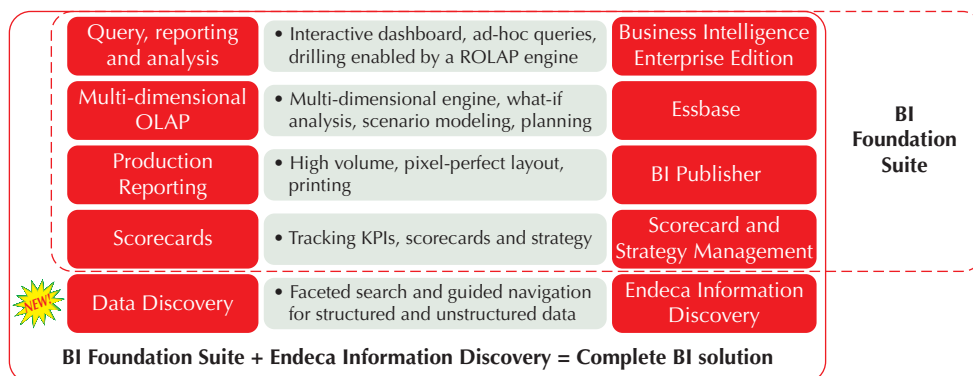 Query, reporting
and analysis
• Interactive dashboard, ad-hoc queries,
drilling enabled by a ROLAP engine
Business Intelligence
Enterprise Edition
Multi-dimensional
OLAP
• Multi-dimensional engine, what-if
analysis, scenario modeling, planning
Essbase
Production
Reporting
• High volume, pixel-perfect layout,
printing
BI Publisher
Scorecards
• Tracking KPIs, scorecards and strategy
Scorecard and
Strategy Management
BI
Foundation
Suite
NEW!
Data Discovery
• Faceted search and guided navigation
for structured and unstructured data
Endeca Information
Discovery
BI Foundation Suite + Endeca Information Discovery = Complete BI solution